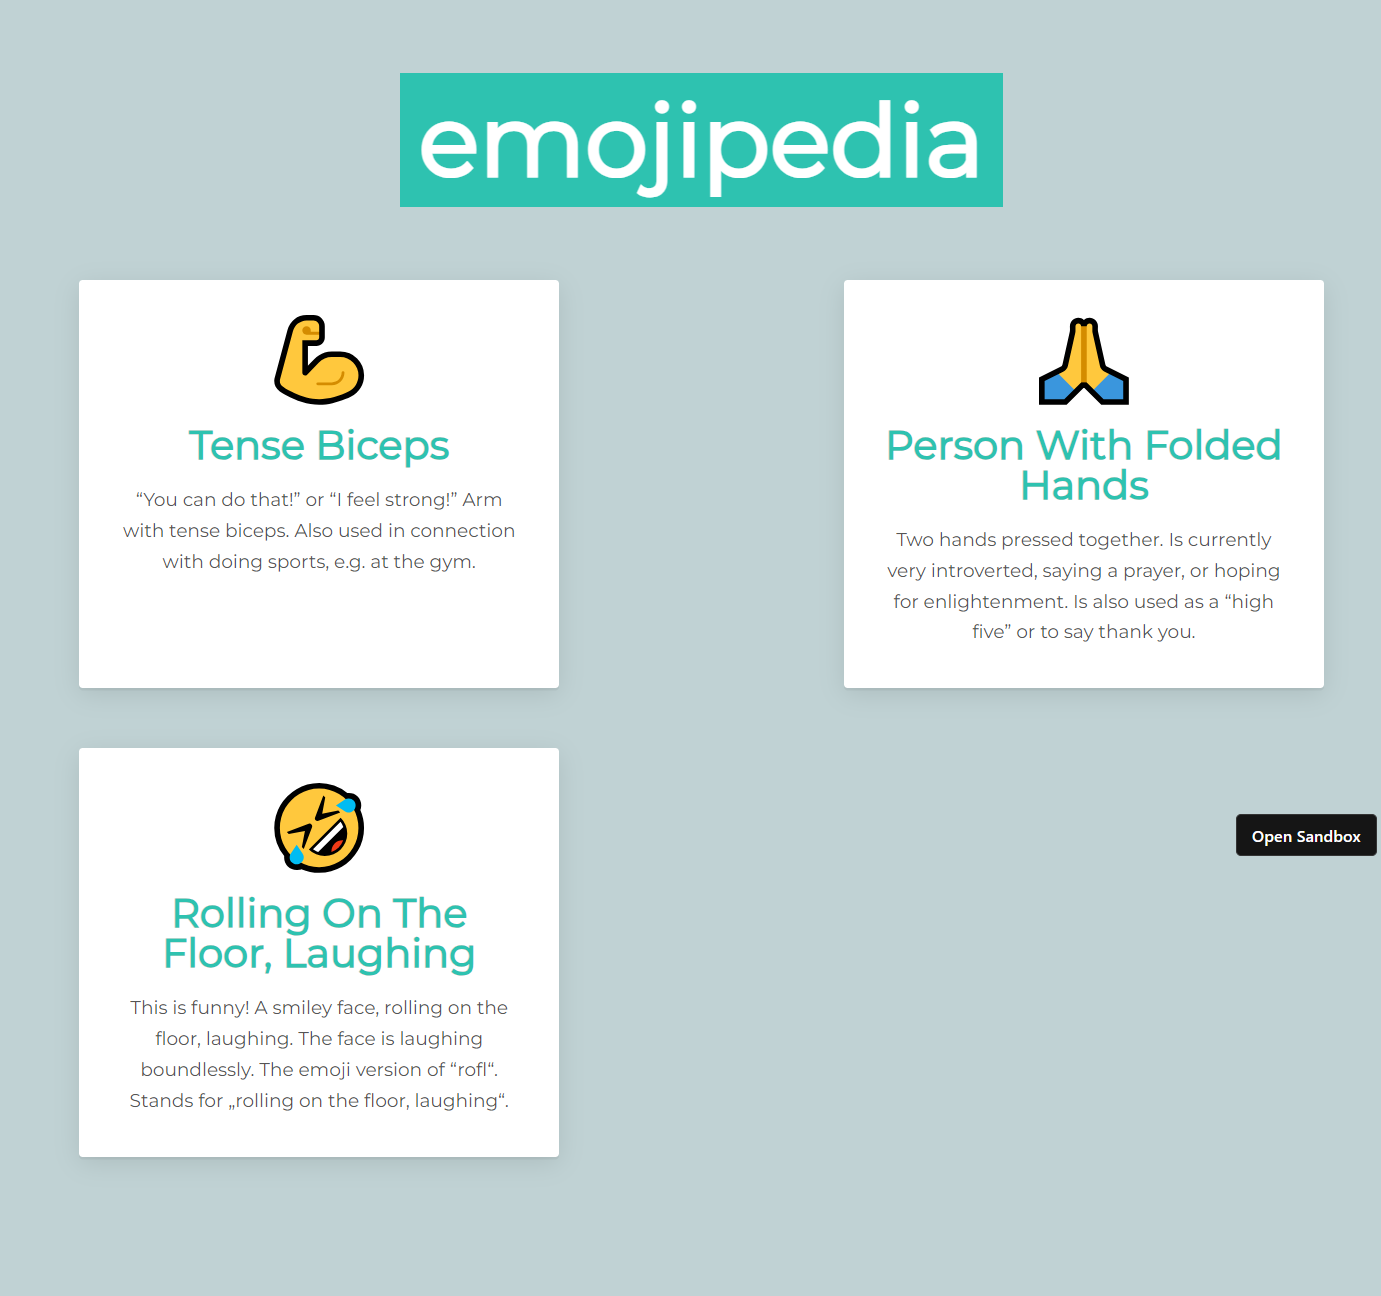 emojipedia
Tense Biceps
“You can do that!” or “I feel strong!” Arm
with tense biceps. Also used in connection
with doing sports, e.g. at the gym.
Person With Folded
Hands
Two hands pressed together. Is currently
very introverted, saying a prayer, or hoping
for enlightenment. Is also used as a “high
five” or to say thank you.
Rolling On The
Floor, Laughing
This is funny! A smiley face, rolling on the
floor, laughing. The face is laughing
boundlessly. The emoji version of “rofl“.
Stands for „rolling on the floor, laughing“.
Open Sandbox